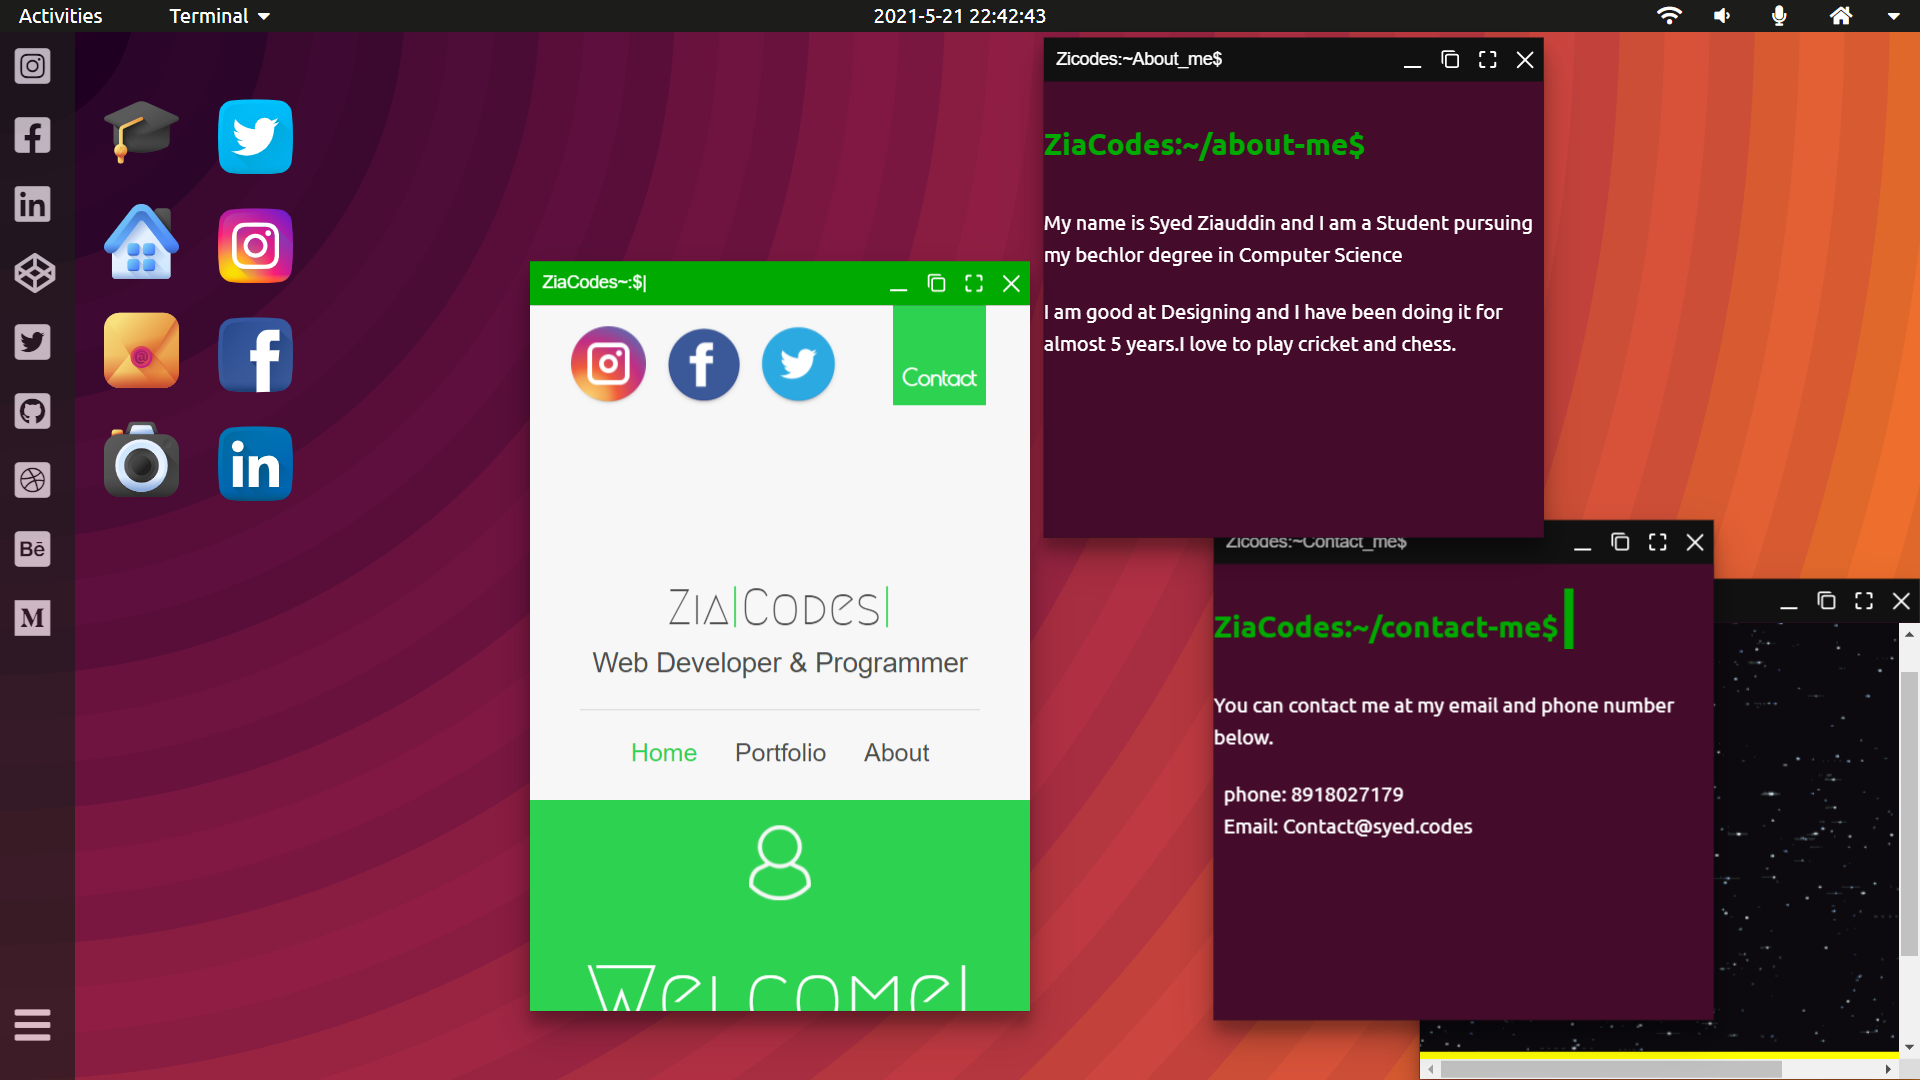 Activities
Terminal
2021-5-21 22:42:43
Zicodes:~About_me$
ZiaCodes:~/about-me$
My name is Syed Ziauddin and I am a Student pursuing
my bechlor degree in Computer Science
I am good at Designing and I have been doing it for
almost 5 years.I love to play cricket and chess.
ZiaCodes~:$|
Contact
Zia|Codes|
Web Developer & Programmer
Home Portfolio About
Welcome!
Zicodes:~Contact_me$
ZiaCodes:~/contact-me$
You can contact me at my email and phone number
below.
phone: 8918027179
Email: Contact@syed.codes
in
Bē
M
f
in